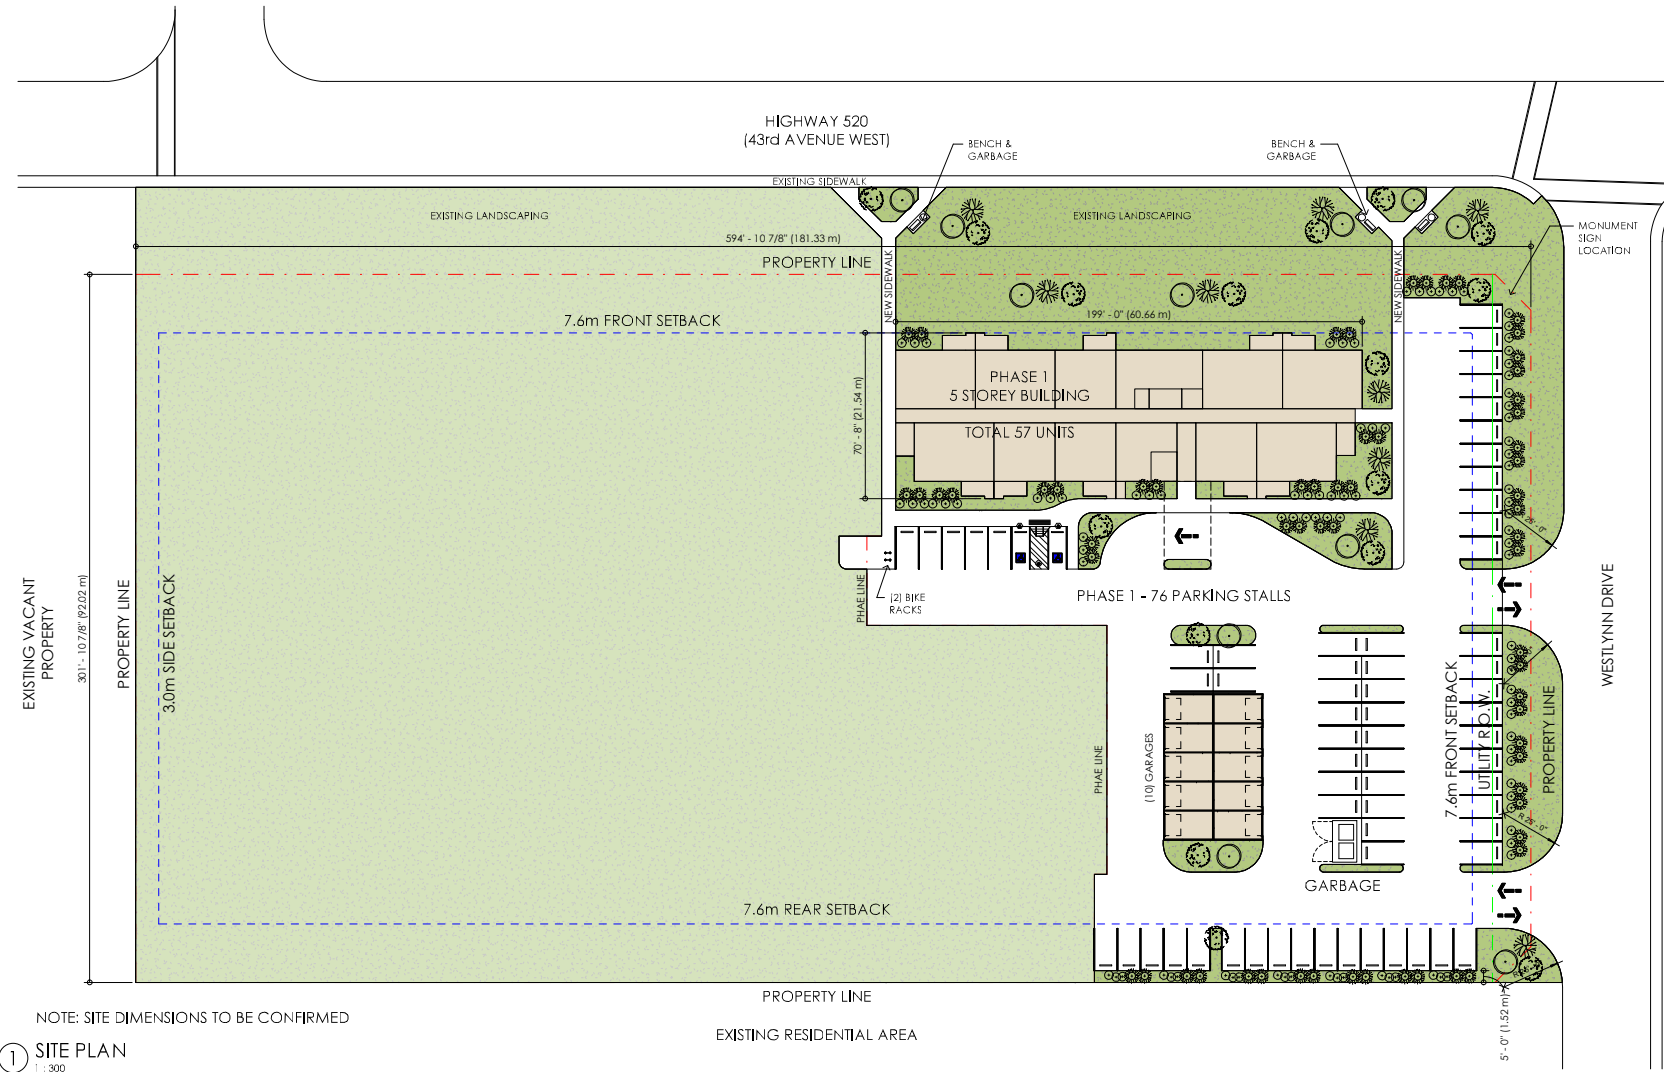 HIGHWAY 520
(43rd AVENUE WEST)
BENCH &
GARBAGE
BENCH &
GARBAGE
EXISTING SIDEWALK
EXISTING LANDSCAPING
EXISTING LANDSCAPING
MONUMENT
SIGN
LOCATION
594' - 10 7/8" (181.33 m)
PROPERTY LINE
NEW SIDEWALK
NEW SIDEWALK
7.6m FRONT SETBACK
199' - 0" (60.66 m)
PHASE 1
5 STOREY BUILDING
70' - 8" (21.54 m)
TOTAL 57 UNITS
EXISTING VACANT
PROPERTY
301' - 10 7/8" (92.02 m)
PROPERTY LINE
3.0m SIDE SETBACK
PHAE LINE
(2) BIKE
RACKS
PHASE 1 - 76 PARKING STALLS
WESTLYNN DRIVE
7.6m FRONT SETBACK
UTILITY R.O.W.
PROPERTY LINE
PHAE LINE
(10) GARAGES
R 25' - 0"
GARBAGE
7.6m REAR SETBACK
PROPERTY LINE
5' - 0" (1.52 m)
NOTE: SITE DIMENSIONS TO BE CONFIRMED
EXISTING RESIDENTIAL AREA
1
SITE PLAN
1 : 300